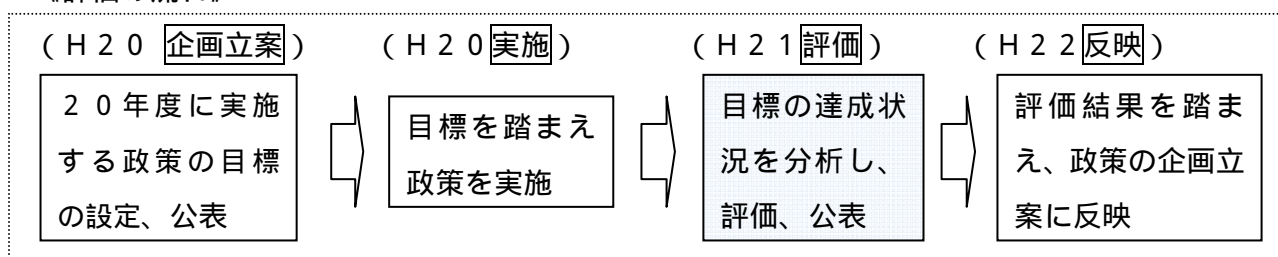 （Ｈ２０ 企画立案）
（Ｈ２０実施）
（Ｈ２１評価）
（Ｈ２２反映）
２０年度に実施
する政策の目標
の設定、公表
目標を踏まえ
政策を実施
目標の達成状
況を分析し、
評価、公表
評価結果を踏ま
え、政策の企画立
案に反映